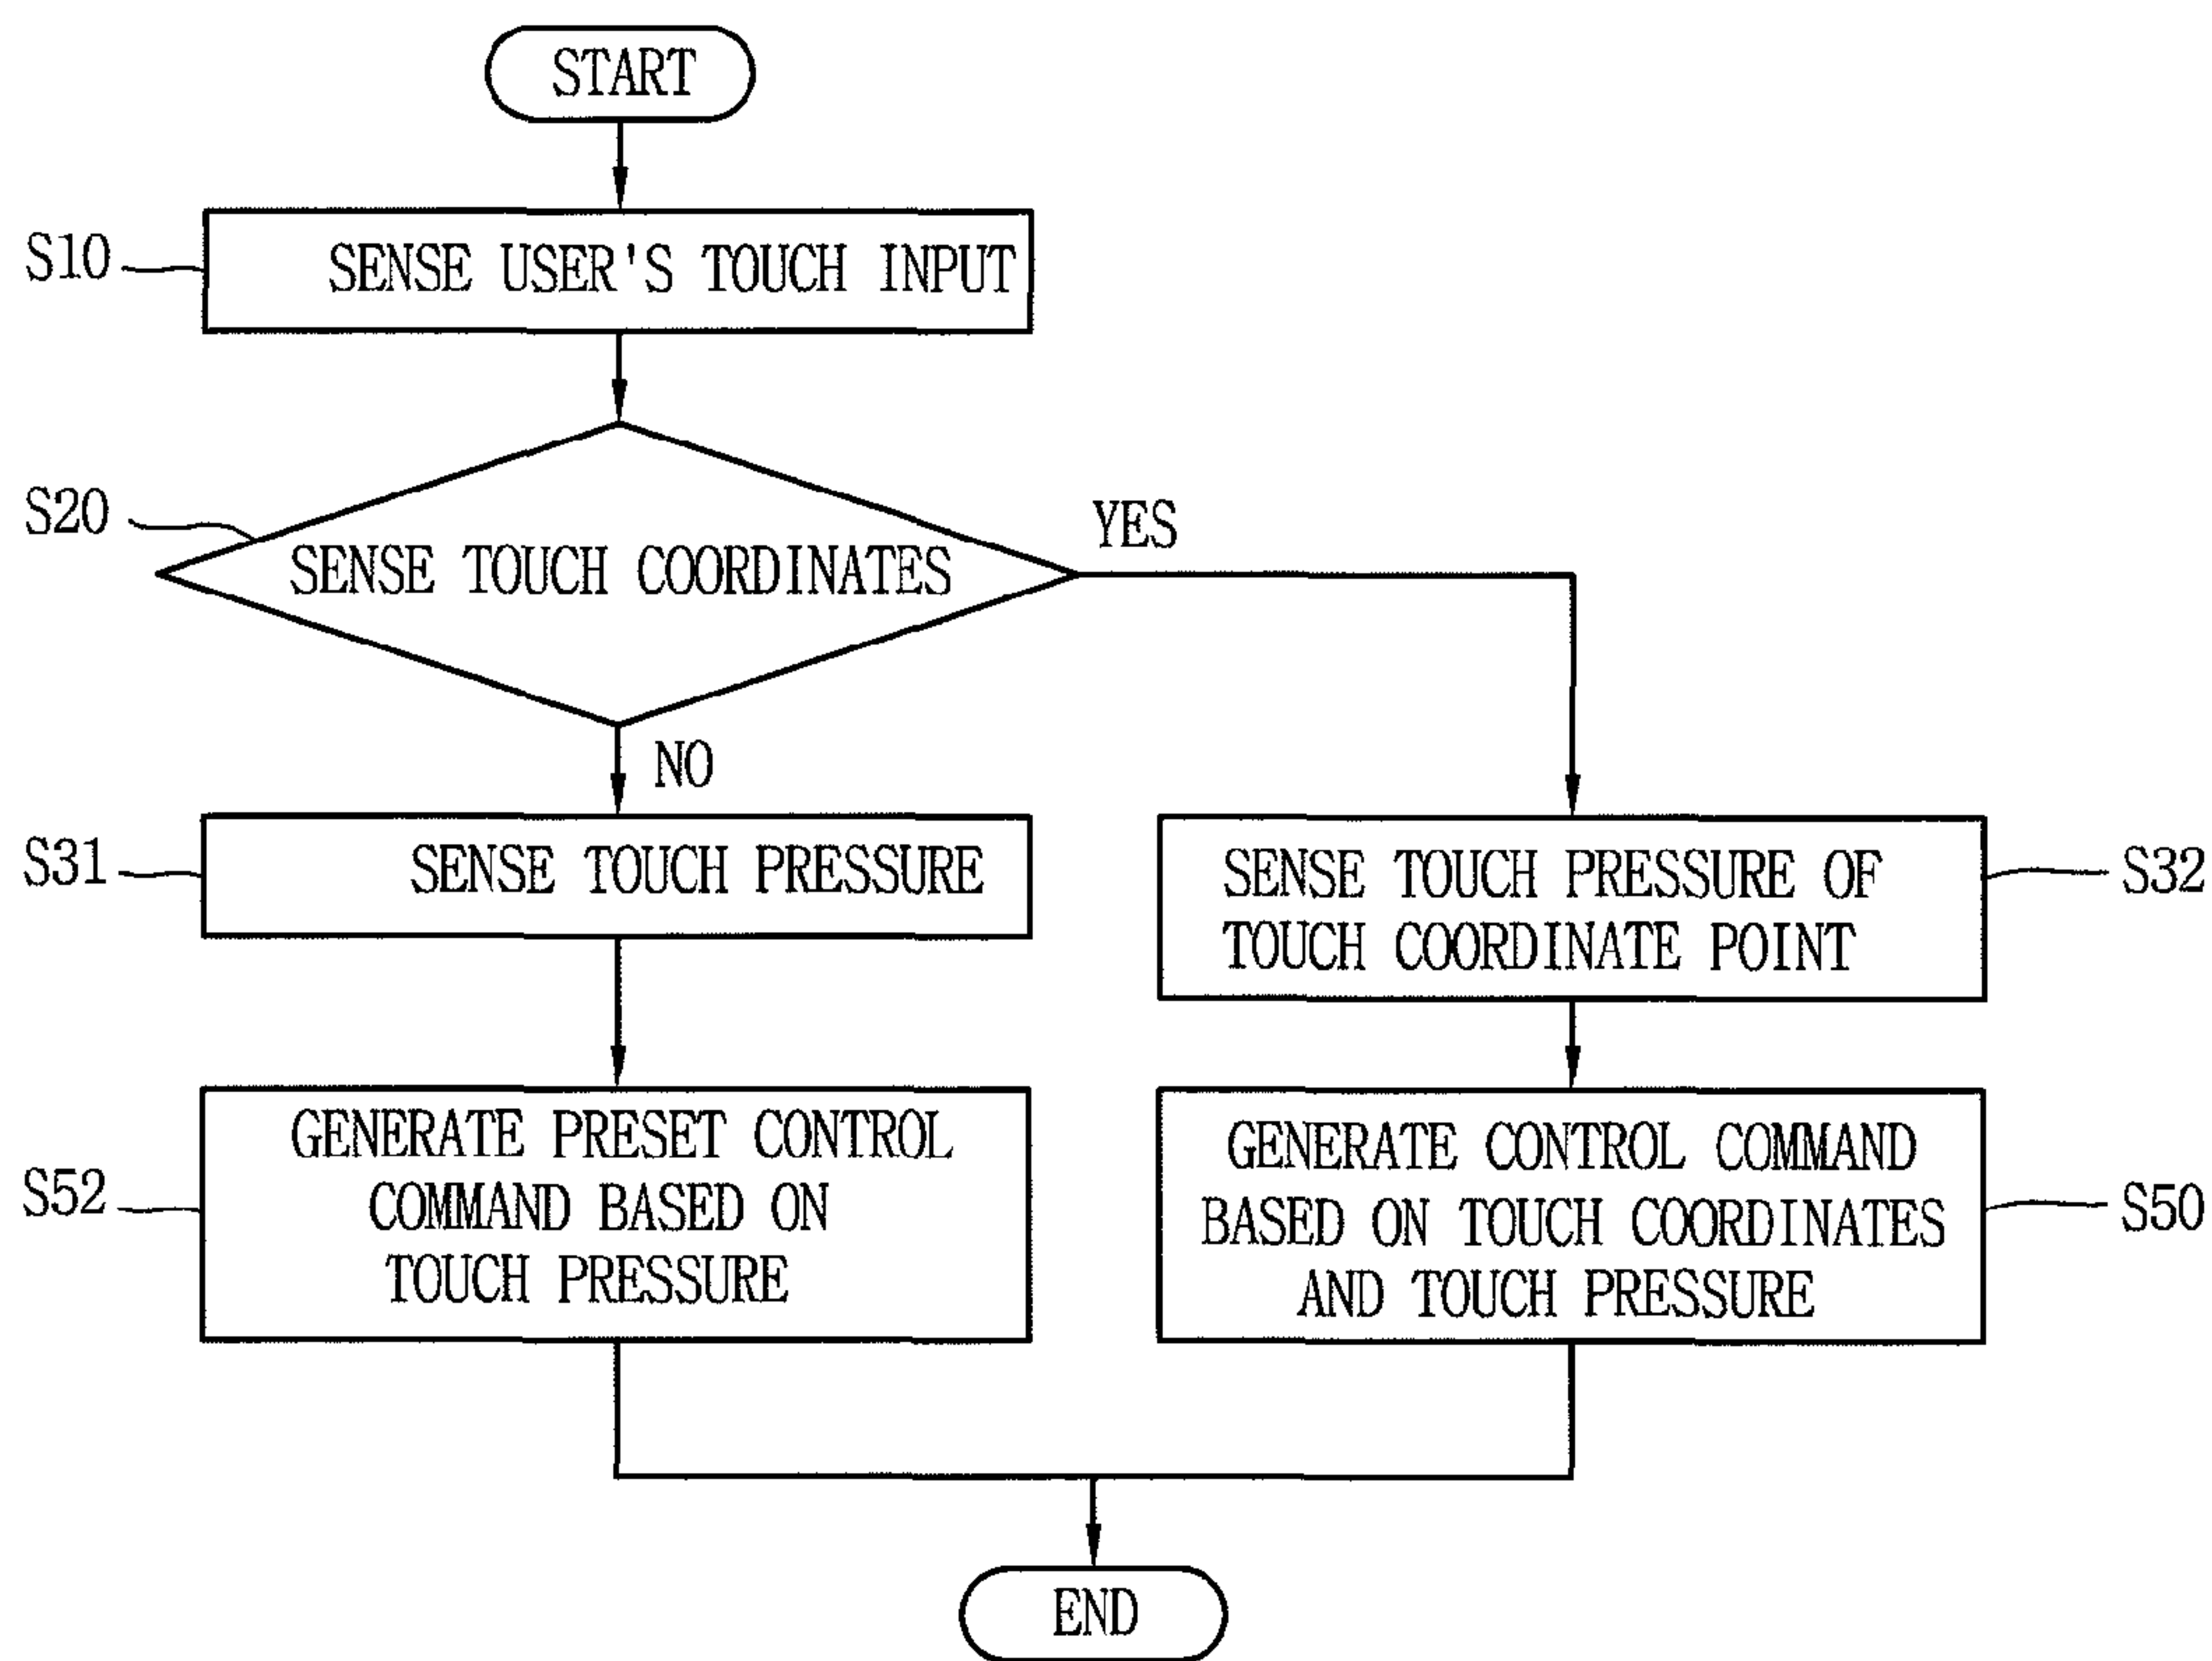 START
S10
SENSE USER'S TOUCH INPUT
S20
SENSE TOUCH COORDINATES
YES
NO
S31
SENSE TOUCH PRESSURE
SENSE TOUCH PRESSURE OF
TOUCH COORDINATE POINT
S32
S52
GENERATE PRESET CONTROL
COMMAND BASED ON
TOUCH PRESSURE
GENERATE CONTROL COMMAND
BASED ON TOUCH COORDINATES
AND TOUCH PRESSURE
S50
END